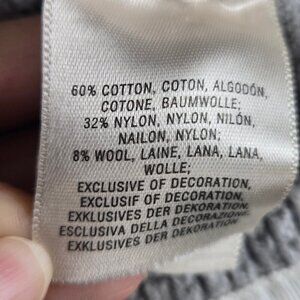 60% COTTON, COTON, ALGODÓN,
COTONE, BAUMWOLLE;
32% NYLON, NYLON, NILÓN,
NAILON, NYLON;
8% WOOL, LAINE, LANA, LANA,
WOLLE;
EXCLUSIVE OF DECORATION,
EXCLUSIF OF DECORATION,
EXKLUSIVES DER DEKORATION,
ESCLUSIVA DELLA DECORAZIONE,
EXKLUSIVES DER DEKORATION